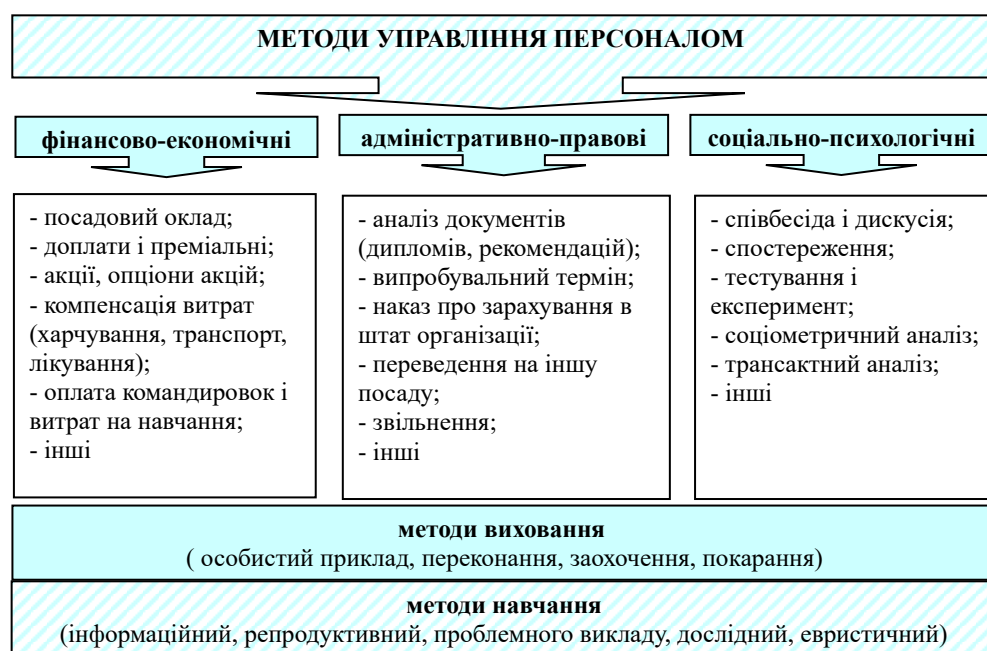 МЕТОДИ УПРАВЛІННЯ ПЕРСОНАЛОМ
фінансово-економічні
- посадовий оклад;
- доплати і преміальні;
- акції, опціони акцій;
- компенсація витрат
(харчування, транспорт,
лікування);
- оплата командировок і
витрат на навчання;
- інші
адміністративно-правові
- аналіз документів
(дипломів, рекомендацій);
- випробувальний термін;
- наказ про зарахування в
штат організації;
- переведення на іншу
посаду;
- звільнення;
- інші
соціально-психологічні
- співбесіда і дискусія;
- спостереження;
- тестування і
експеримент;
- соціометричний аналіз;
- трансактний аналіз;
- інші
методи виховання
( особистий приклад, переконання, заохочення, покарання)
методи навчання
(інформаційний, репродуктивний, проблемного викладу, дослідний, евристичний)